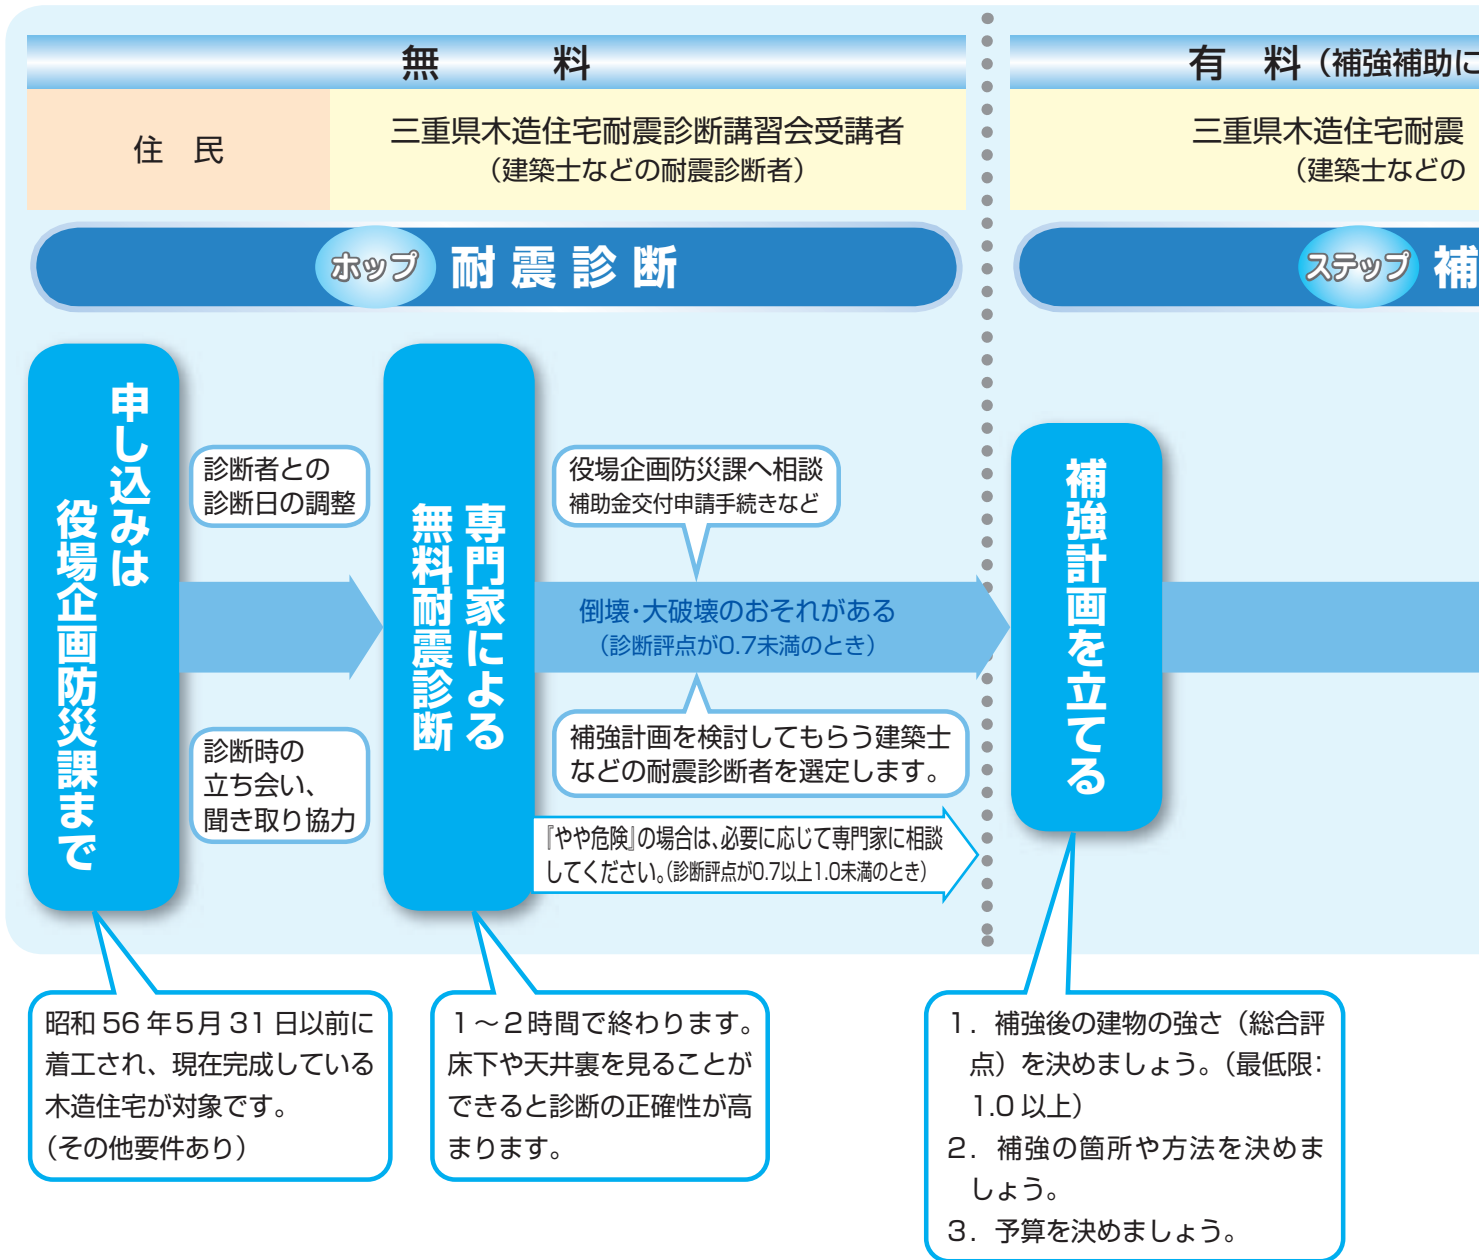 無　料
住　民
三重県木造住宅耐震診断講習会受講者
（建築士などの耐震診断者）
ホップ 耐震診断
申し込みは
役場企画防災課まで
診断者との
診断日の調整
診断時の
立ち会い、
聞き取り協力
専門家による
無料耐震診断
役場企画防災課へ相談
補助金交付申請手続きなど
倒壊・大破壊のおそれがある
（診断評点が0.7未満のとき）
補強計画を検討してもらう建築士
などの耐震診断者を選定します。
『やや危険』の場合は、必要に応じて専門家に相談
してください。（診断評点が0.7以上1.0未満のとき）
昭和 56 年５月 31 日以前に
着工され、現在完成している
木造住宅が対象です。
（その他要件あり）
１～２時間で終わります。
床下や天井裏を見ることが
できると診断の正確性が高
まります。
有　料（補強補助に
三重県木造住宅耐震
（建築士などの
ステップ 補
補強計画を立てる
１．補強後の建物の強さ（総合評
点）を決めましょう。（最低限：
1.0 以上）
２．補強の箇所や方法を決めま
しょう。
３．予算を決めましょう。